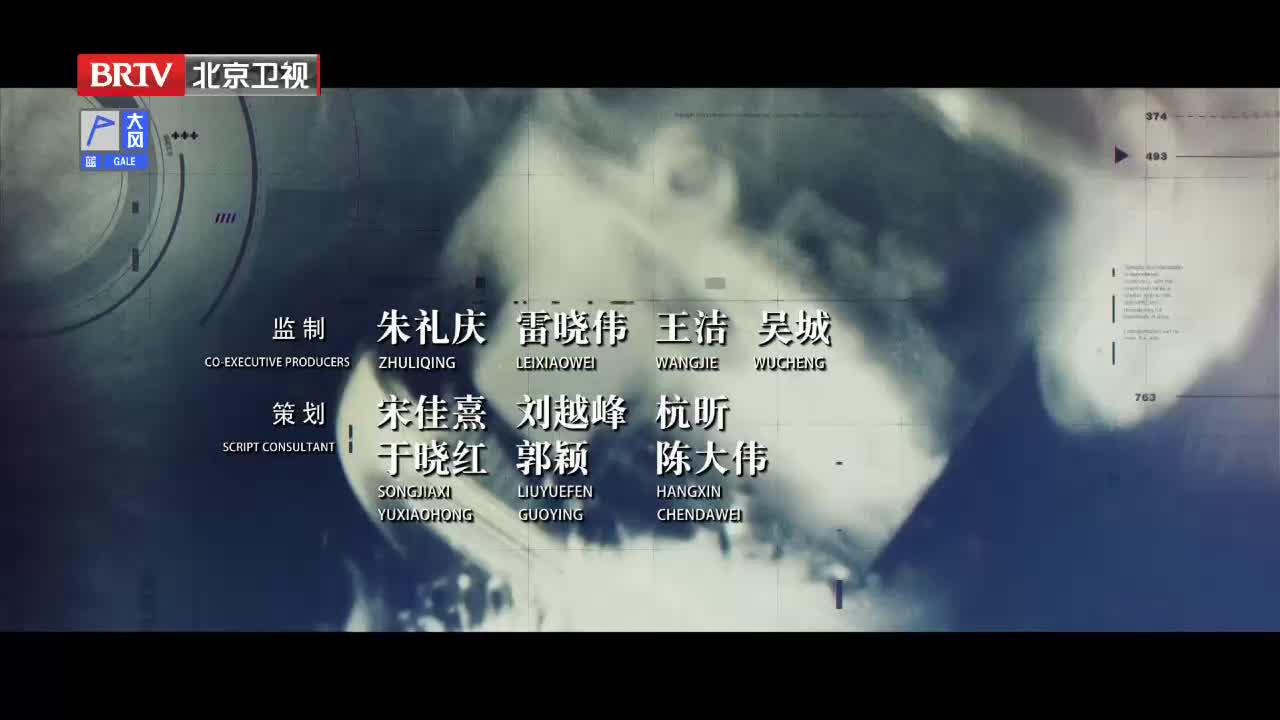 BRTV 北京卫视
大风
蓝 GALE
374
493
763
监制 朱礼庆 雷晓伟 王洁 吴城
CO-EXECUTIVE PRODUCERS ZHULIQING LEIXIAOWEI WANGJIE WUCHENG
策划 宋佳熹 刘越峰 杭昕
于晓红 郭颖 陈大伟
SCRIPT CONSULTANT
SONGJIAXI LIUYUEFEN HANGXIN
YUXIAOHONG GUOYING CHENDAWEI